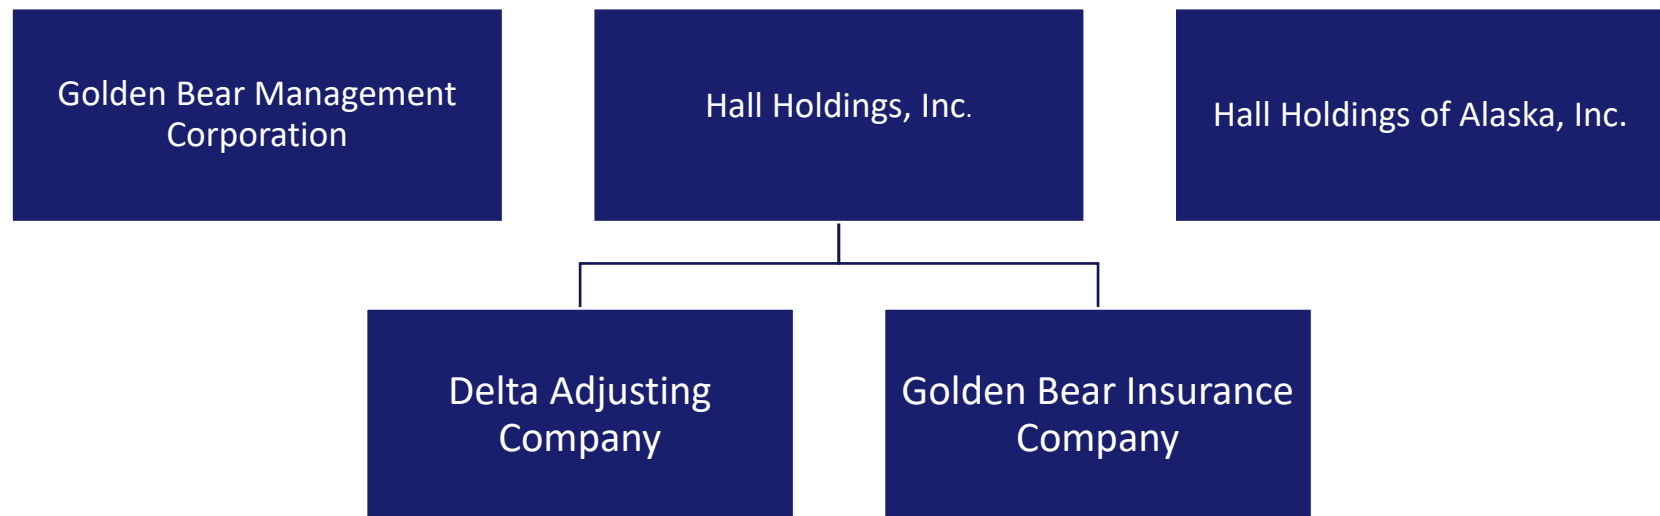 Golden Bear Management
Corporation
Hall Holdings, Inc.
Hall Holdings of Alaska, Inc.
Delta Adjusting
Company
Golden Bear Insurance
Company